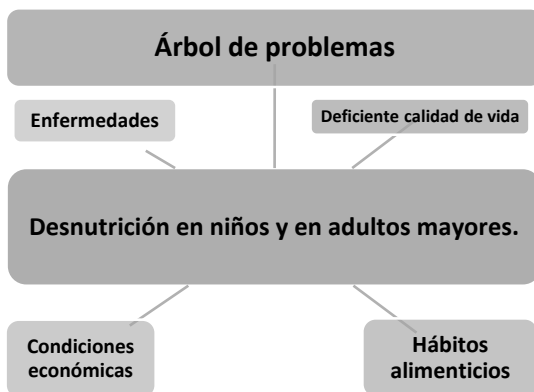 Árbol de problemas
Enfermedades
Deficiente calidad de vida
Desnutrición en niños y en adultos mayores.
Condiciones
económicas
Hábitos
alimenticios